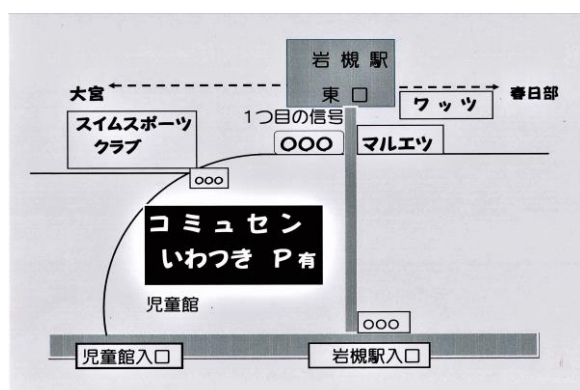 岩槻駅
東口
大宮
春日部
ワッツ
1つ目の信号
スイムスポーツ
クラブ
○○○
マルエツ
○○○
コミュセン
いわつき P有
児童館
○○○
児童館入口
岩槻駅入口